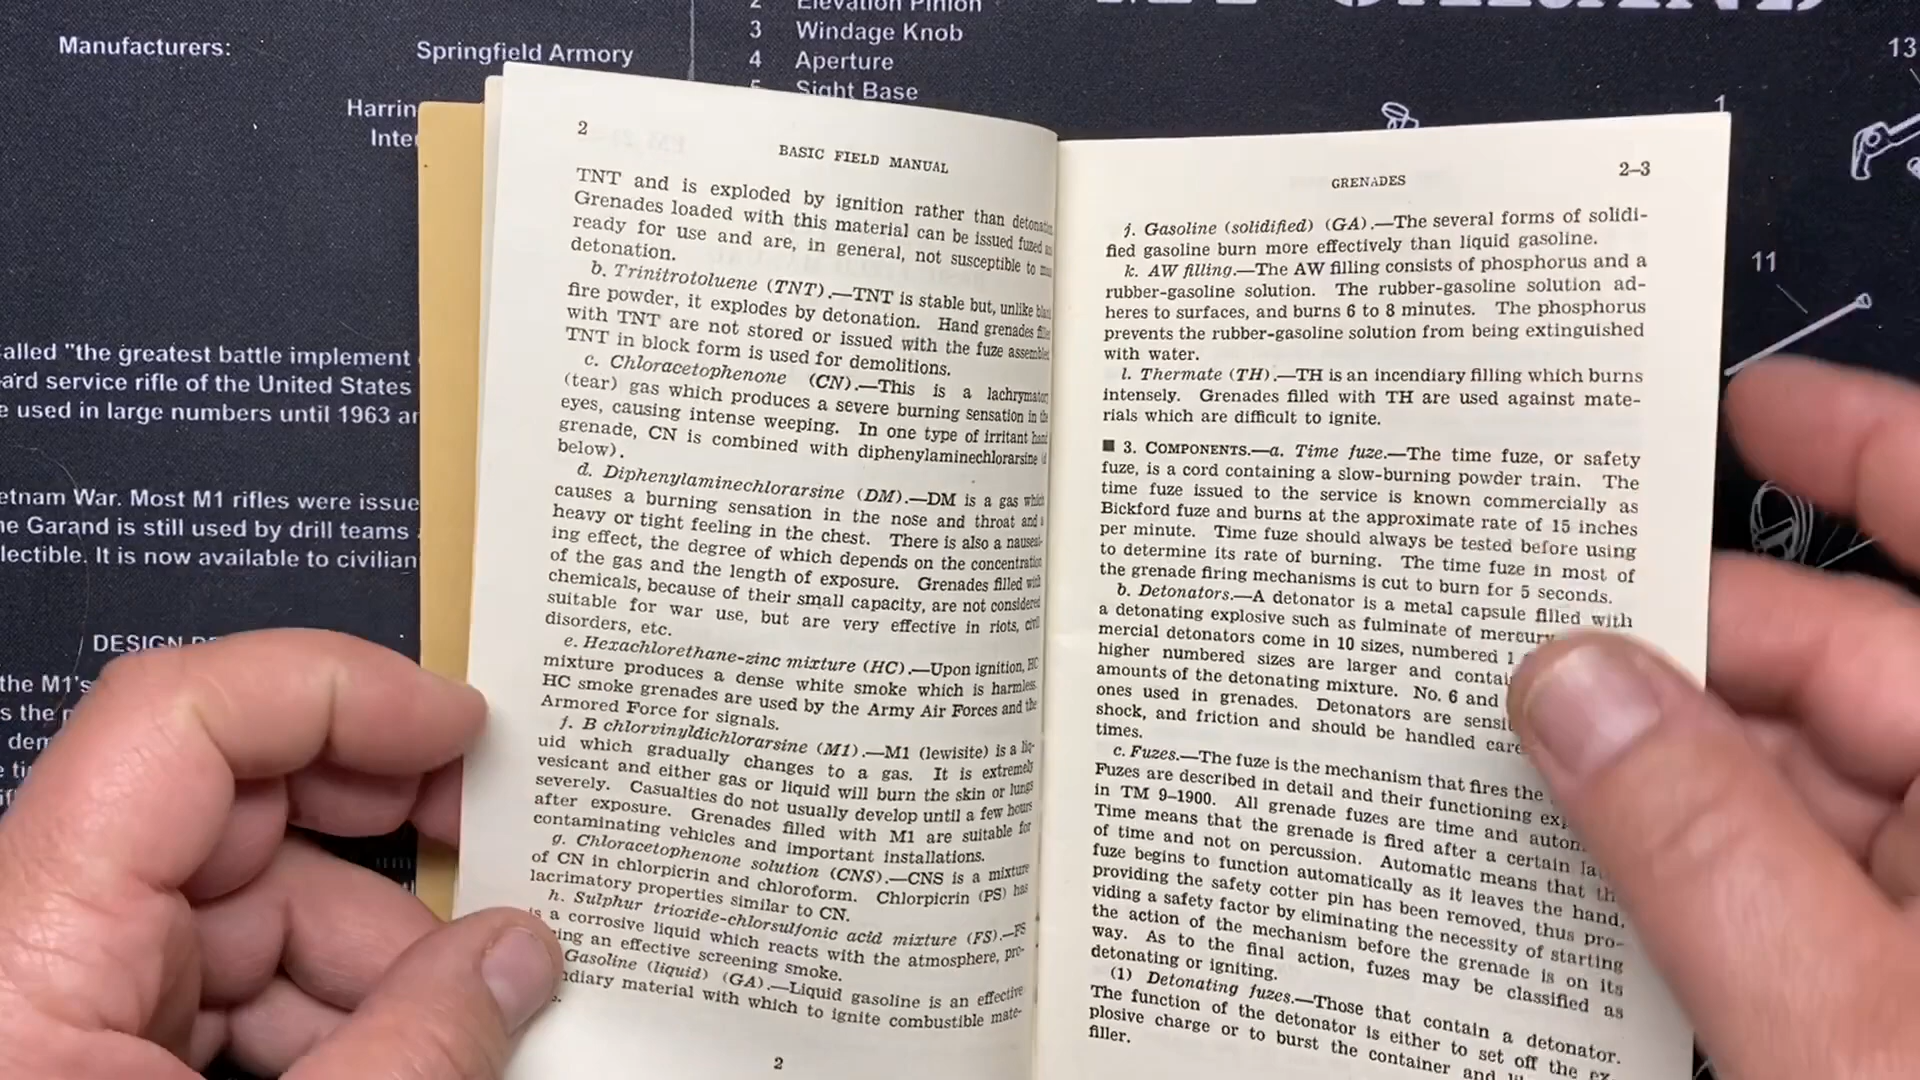 Manufacturers:
Springfield Armory
Harrin
Inter
2 Elevation Pinion
3 Windage Knob
4 Aperture
5 Sight Base
13
1
11
alled "the greatest battle implement
ard service rifle of the United States
e used in large numbers until 1963 an
etnam War. Most M1 rifles were issue
he Garand is still used by drill teams
llectible. It is now available to civilian
DESIGN
the M1's
s the
dem
2
BASIC FIELD MANUAL
TNT and is exploded by ignition rather than
Grenades loaded with this material can be issued fuzed
ready for use and are, in general, not susceptible to
detonation.
b. Trinitrotoluene (TNT).—TNT is stable but, unlike
fire powder, it explodes by detonation. Hand grenades
with TNT are not stored or issued with the fuze
TNT in block form is used for demolitions.
c. Chloracetophenone (CN).—This is a
(tear) gas which produces a severe burning sensation in the
eyes, causing intense weeping. In one type of irritant hand
grenade, CN is combined with diphenylaminechlorarsine
below).
d. Diphenylaminechlorarsine (DM).—DM is a gas which
causes a burning sensation in the nose and throat and a
heavy or tight feeling in the chest. There is also a nauseat-
ing effect, the degree of which depends on the concentration
of the gas and the length of exposure. Grenades filled with
chemicals, because of their small capacity, are not considered
suitable for war use, but are very effective in riots, civil
disorders, etc.
e. Hexachlorethane-zinc mixture (HC).—Upon ignition, HC
mixture produces a dense white smoke which is harmless.
HC smoke grenades are used by the Army Air Forces and the
Armored Force for signals.
f. B chlorvinyldichlorarsine (M1).—M1 (lewisite) is a liq-
uid which gradually changes to a gas. It is extremely
vesicant and either gas or liquid will burn the skin or lungs
severely. Casualties do not usually develop until a few hours
after exposure. Grenades filled with M1 are suitable for
contaminating vehicles and important installations.
g. Chloracetophenone solution (CNS).—CNS is a mixture
of CN in chlorpicrin and chloroform. Chlorpicrin (PS) has
lacrimatory properties similar to CN.
h. Sulphur trioxide-chlorsulfonic acid mixture (FS).—FS
is a corrosive liquid which reacts with the atmosphere, pro-
ing an effective screening smoke.
Gasoline (liquid) (GA).—Liquid gasoline is an effective
ndiary material with which to ignite combustible mate-
2
GRENADES
2–3
j. Gasoline (solidified) (GA).—The several forms of solidi-
fied gasoline burn more effectively than liquid gasoline.
k. AW filling.—The AW filling consists of phosphorus and a
rubber-gasoline solution. The rubber-gasoline solution ad-
heres to surfaces, and burns 6 to 8 minutes. The phosphorus
prevents the rubber-gasoline solution from being extinguished
with water.
l. Thermate (TH).—TH is an incendiary filling which burns
intensely. Grenades filled with TH are used against mate-
rials which are difficult to ignite.
■ 3. COMPONENTS.—a. Time fuze.—The time fuze, or safety
fuze, is a cord containing a slow-burning powder train. The
time fuze issued to the service is known commercially as
Bickford fuze and burns at the approximate rate of 15 inches
per minute. Time fuze should always be tested before using
to determine its rate of burning. The time fuze in most of
the grenade firing mechanisms is cut to burn for 5 seconds.
b. Detonators.—A detonator is a metal capsule filled with
a detonating explosive such as fulminate of mercury
mercial detonators come in 10 sizes, numbered 1
higher numbered sizes are larger and contai
amounts of the detonating mixture. No. 6 and
ones used in grenades. Detonators are sensi
shock, and friction and should be handled care
times.
c. Fuzes.—The fuze is the mechanism that fires the
Fuzes are described in detail and their functioning
in TM 9–1900. All grenade fuzes are time and
Time means that the grenade is fired after a certain
of time and not on percussion. Automatic means that
fuze begins to function automatically as it leaves the hand,
providing the safety cotter pin has been removed, thus pro-
viding a safety factor by eliminating the necessity of starting
the action of the mechanism before the grenade is on its
way. As to the final action, fuzes may be classified as
detonating or igniting.
(1) Detonating fuzes.—Those that contain a detonator.
The function of the detonator is either to set off the ex-
plosive charge or to burst the container and
filler.